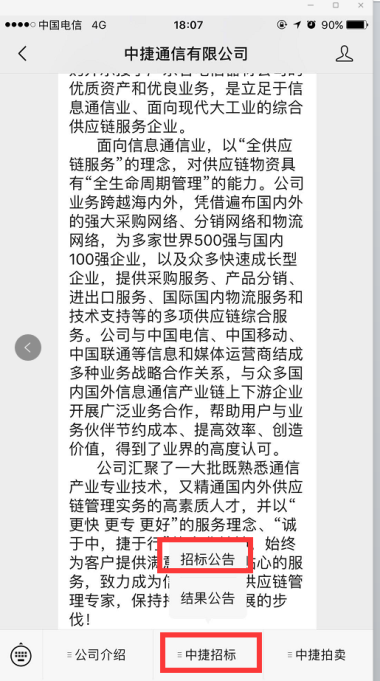 中国电信 4G 18:07 90%
中捷通信有限公司
优质资产和优良业务，是立足于信
息通信业、面向现代大工业的综合
供应链服务企业。
面向信息通信业，以“全供应
链服务”的理念，对供应链物资具
有“全生命周期管理”的能力。公司
业务跨越海内外，凭借遍布国内外
的强大采购网络、分销网络和物流
网络，为多家世界500强与国内
100强企业，以及众多快速成长型
企业，提供采购服务、产品分销、
进出口服务、国际国内物流服务和
技术支持等的多项供应链综合服
务。公司与中国电信、中国移动、
中国联通等信息和媒体运营商结成
多种业务战略合作关系，与众多国
内国外信息通信产业链上下游企业
开展广泛业务合作，帮助用户与业
务伙伴节约成本、提高效率、创造
价值，得到了业界的高度认可。
公司汇聚了一大批既熟悉通信
产业专业技术，又精通国内外供应
链管理实务的高素质人才，并以“
更快 更专 更好”的服务理念、“诚
于中，捷于行”
始终
为客户提供满
心的服
务，致力成为信
供应链管
理专家，保持
展的步
伐！
招标公告
结果公告
公司介绍
中捷招标
中捷拍卖